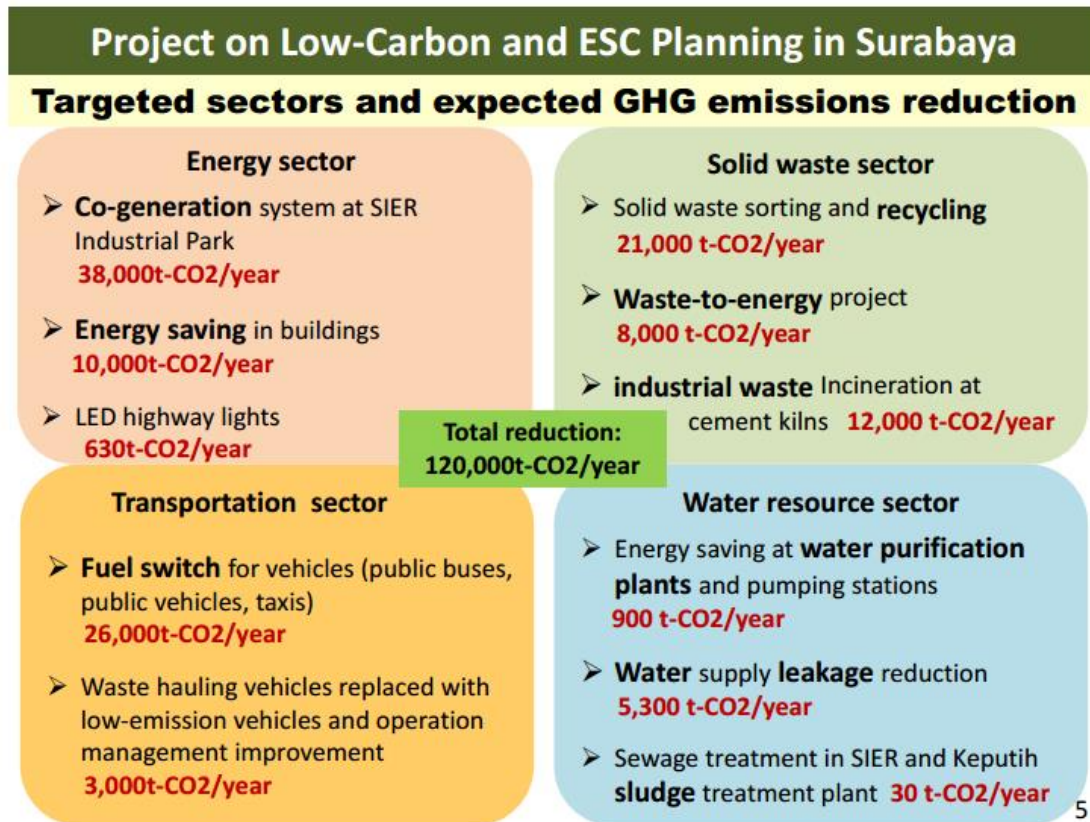 Project on Low-Carbon and ESC Planning in Surabaya
Targeted sectors and expected GHG emissions reduction
Energy sector
➢ Co-generation system at SIER
Industrial Park
38,000t-CO2/year
➢ Energy saving in buildings
10,000t-CO2/year
➢ LED highway lights
630t-CO2/year
Solid waste sector
➢ Solid waste sorting and recycling
21,000 t-CO2/year
➢ Waste-to-energy project
8,000 t-CO2/year
➢ industrial waste Incineration at
cement kilns 12,000 t-CO2/year
Total reduction:
120,000t-CO2/year
Transportation sector
➢ Fuel switch for vehicles (public buses,
public vehicles, taxis)
26,000t-CO2/year
➢ Waste hauling vehicles replaced with
low-emission vehicles and operation
management improvement
3,000t-CO2/year
Water resource sector
➢ Energy saving at water purification
plants and pumping stations
900 t-CO2/year
➢ Water supply leakage reduction
5,300 t-CO2/year
➢ Sewage treatment in SIER and Keputih
sludge treatment plant 30 t-CO2/year
5